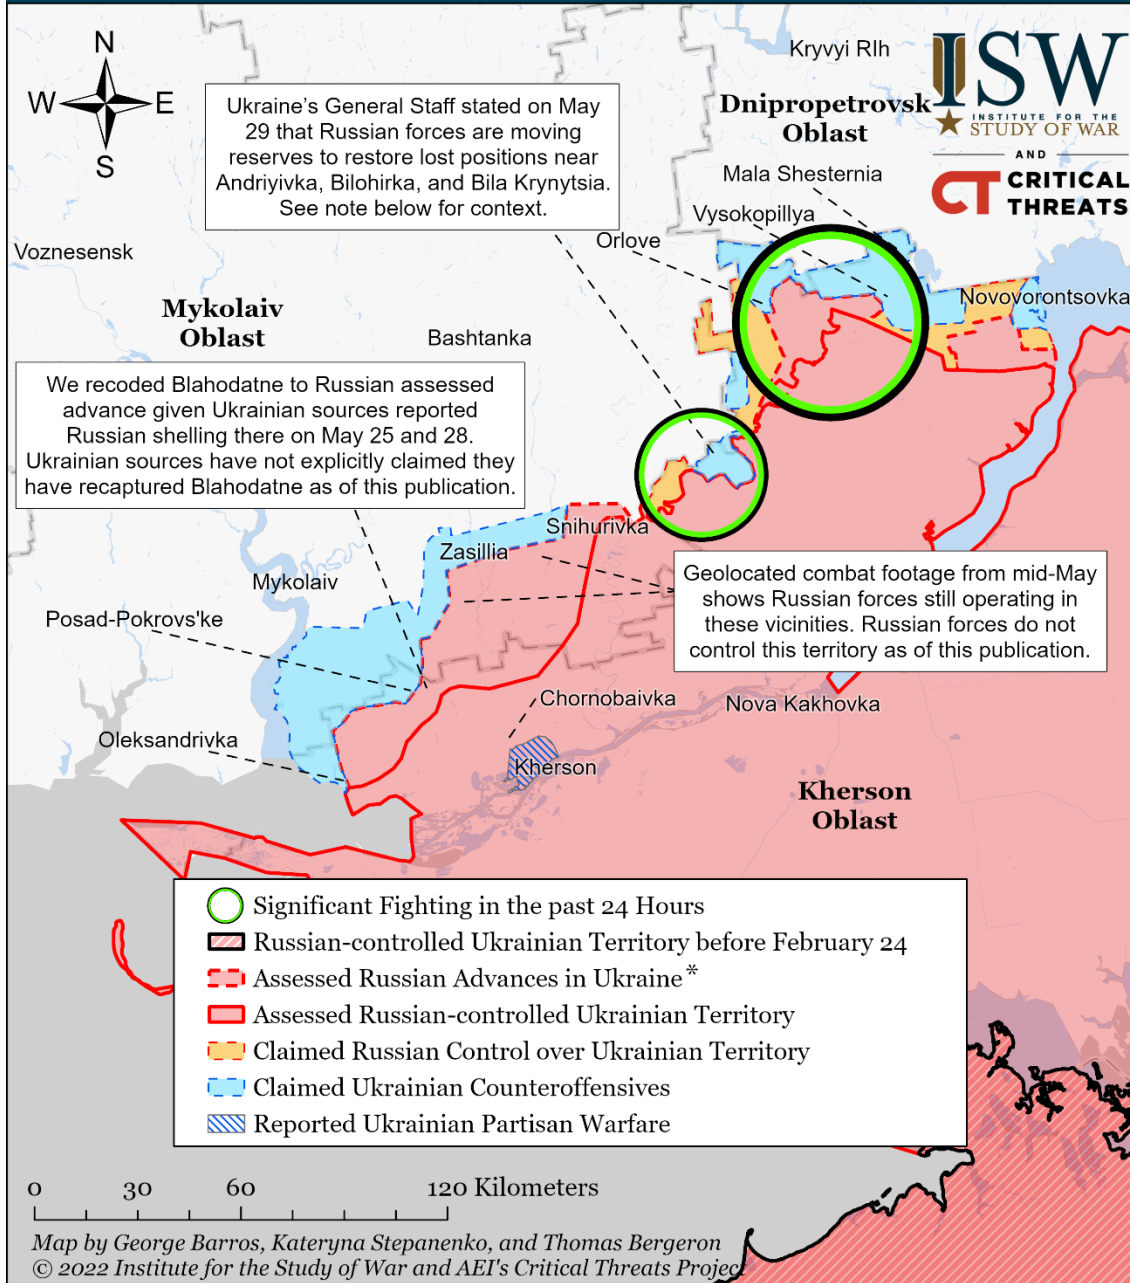 N
W
E
S
Kryvyi RIh
ISW
INSTITUTE FOR THE
STUDY OF WAR
AND
CT CRITICAL
THREATS
Dnipropetrovsk
Oblast
Ukraine's General Staff stated on May
29 that Russian forces are moving
reserves to restore lost positions near
Andriyivka, Bilohirka, and Bila Krynytsia.
See note below for context.
Mala Shesternia
Vysokopillya
Orlove
Voznesensk
Mykolaiv
Oblast
Bashtanka
Novovorontsovka
We recoded Blahodatne to Russian assessed
advance given Ukrainian sources reported
Russian shelling there on May 25 and 28.
Ukrainian sources have not explicitly claimed they
have recaptured Blahodatne as of this publication.
Snihurivka
Zasillia
Mykolaiv
Geolocated combat footage from mid-May
shows Russian forces still operating in
these vicinities. Russian forces do not
control this territory as of this publication.
Posad-Pokrovs'ke
Chornobaivka
Nova Kakhovka
Oleksandrivka
Kherson
Kherson
Oblast
Significant Fighting in the past 24 Hours
Russian-controlled Ukrainian Territory before February 24
Assessed Russian Advances in Ukraine*
Assessed Russian-controlled Ukrainian Territory
Claimed Russian Control over Ukrainian Territory
Claimed Ukrainian Counteroffensives
Reported Ukrainian Partisan Warfare
0 30 60 120 Kilometers
Map by George Barros, Kateryna Stepanenko, and Thomas Bergeron
© 2022 Institute for the Study of War and AEI's Critical Threats Project